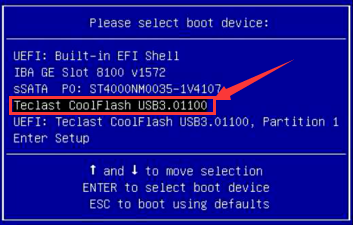 Please select boot device:
UEFI: Built-in EFI Shell
IBA GE Slot 8100 v1572
sSATA  P0: ST4000NM0035-1V4107
Teclast CoolFlash USB3.01100
UEFI: Teclast CoolFlash USB3.01100, Partition 1
Enter Setup
↑ and ↓ to move selection
ENTER to select boot device
ESC to boot using defaults